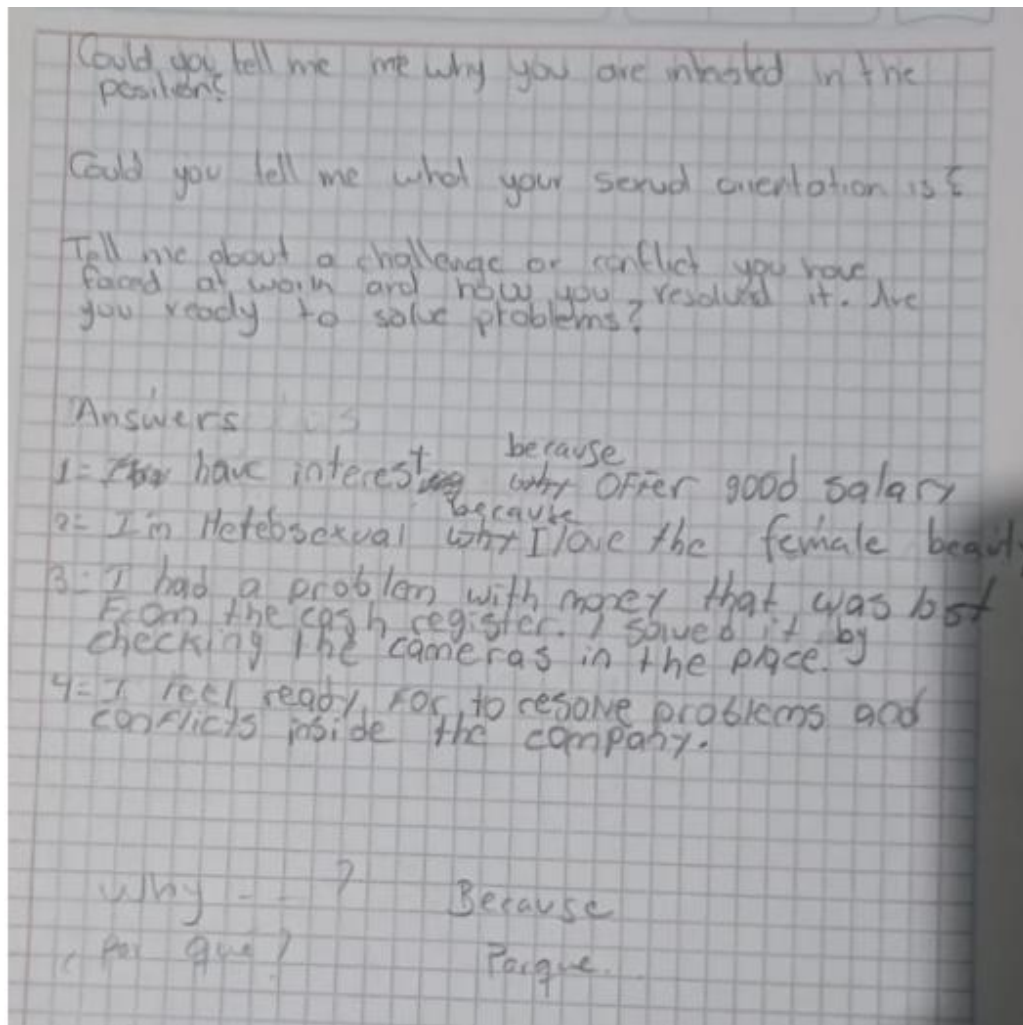 Could you tell me me why you are intested in the
position?
Could you tell me what your sexud orientation is ?
Tell me about a challenge or conflict you have
faced at work and how you resolved it. Are
you ready to solve problems?
Answers
because
1= have interest why OFFer good salary
because
2= I'm Hetebsexual why I love the female beauty
3= I had a problem with money that was lost
From the cash register. I solved it by
checking the cameras in the place.
4= I feel ready For to resolve problems and
conflicts inside the company.
Why - - ? Because
¿ Por que? Porque...